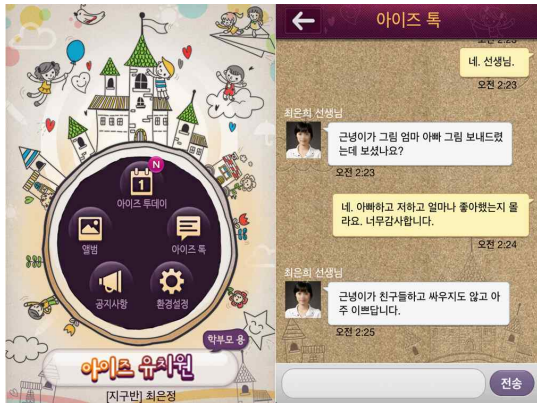 N
1
아이즈 투데이
앨범
아이즈 톡
공지사항
환경설정
학부모 용
아이즈 유치원
[지구반] 최은정
아이즈 톡
오전 2:23
네. 선생님.
오전 2:23
최은희 선생님
근녕이가 그림 엄마 아빠 그림 보내드렸
는데 보셨나요?
오전 2:23
네. 아빠하고 저하고 얼마나 좋아했는지 몰
라요. 너무감사합니다.
오전 2:24
최은희 선생님
근녕이가 친구들하고 싸우지도 않고 아
주 이쁘답니다.
오전 2:25
전송